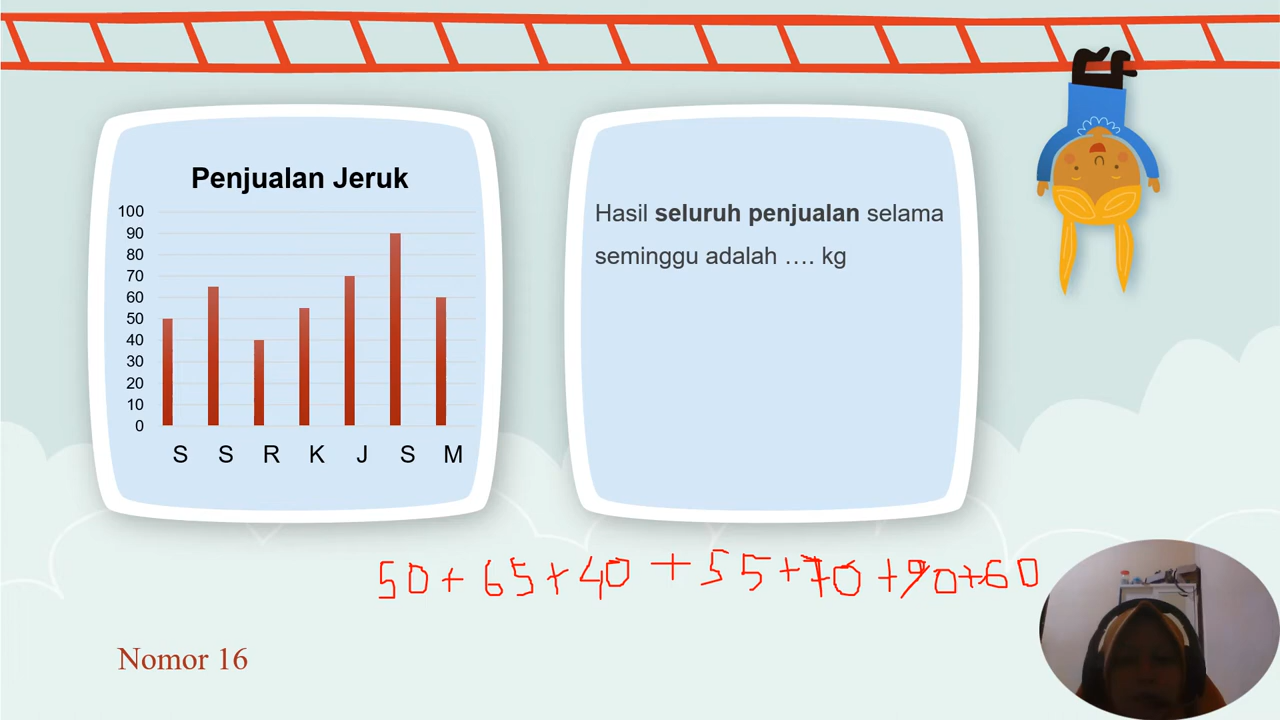 Penjualan Jeruk
100
90
80
70
60
50
40
30
20
10
0
S S R K J S M
Hasil seluruh penjualan selama
seminggu adalah .... kg
50+65+40+55+70+90+60
Nomor 16